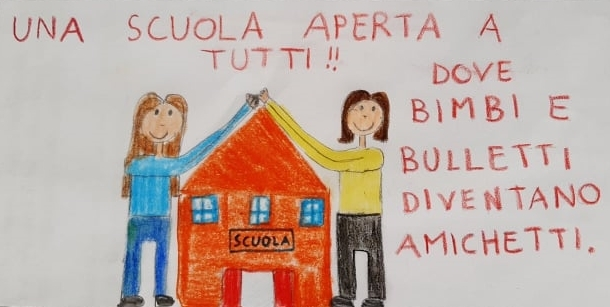 UNA SCUOLA APERTA A
TUTTI!!
DOVE
BIMBI E
BULLETTI
DIVENTANO
AMICHETTI.
SCUOLA